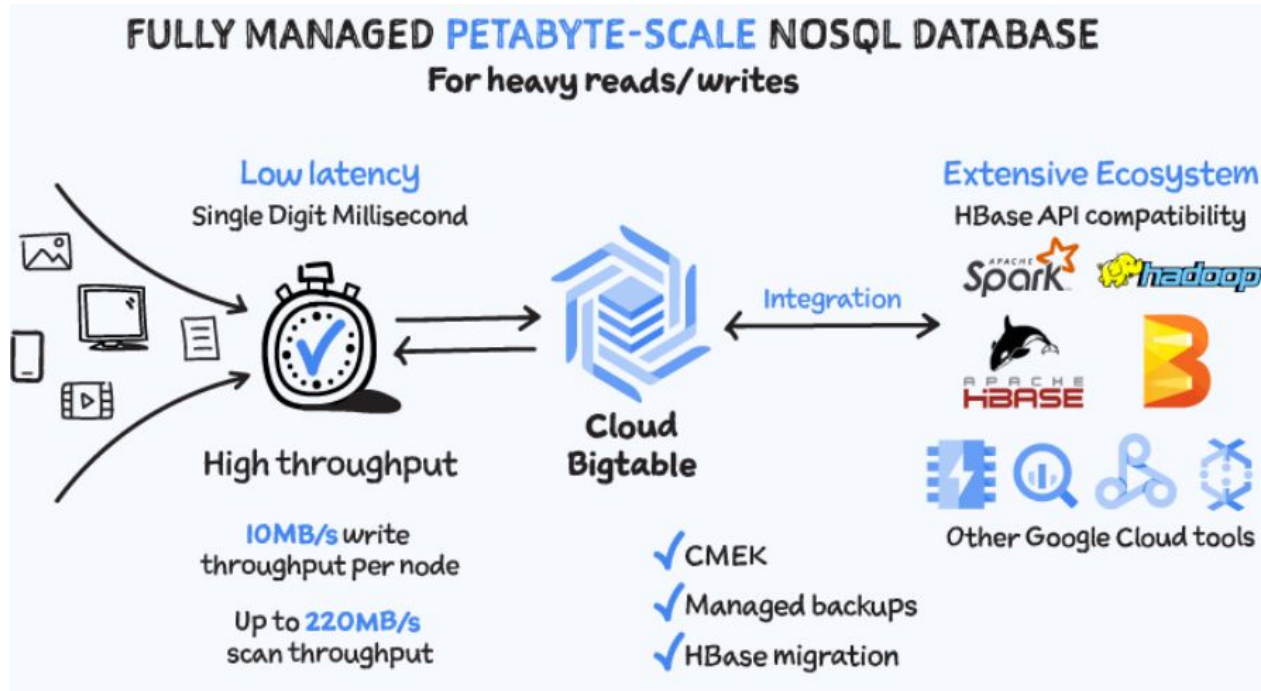 FULLY MANAGED PETABYTE-SCALE NOSQL DATABASE
For heavy reads/writes
Low latency
Single Digit Millisecond
High throughput
10MB/s write
throughput per node
Up to 220MB/s
scan throughput
Cloud
Bigtable
✓ CMEK
✓ Managed backups
✓ HBase migration
Integration
Extensive Ecosystem
HBase API compatibility
APACHE
Spark
hadoop
APACHE
HBASE
Other Google Cloud tools